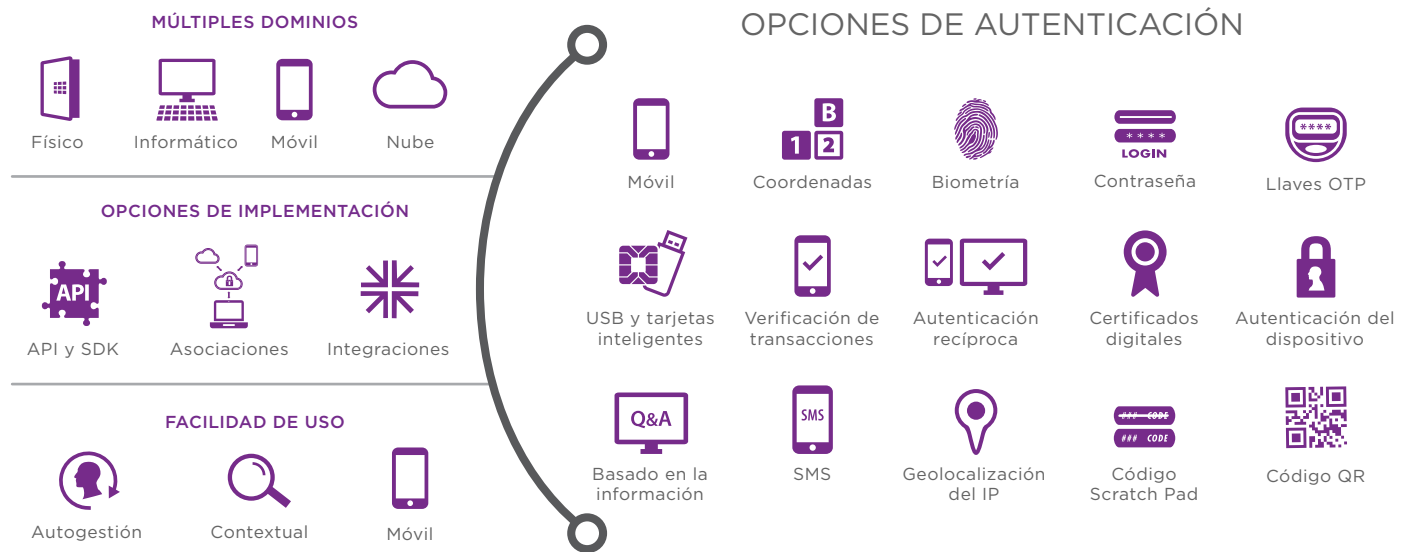 MÚLTIPLES DOMINIOS
Físico
Informático
Móvil
Nube
OPCIONES DE IMPLEMENTACIÓN
API
API y SDK
Asociaciones
Integraciones
FACILIDAD DE USO
Autogestión
Contextual
Móvil
OPCIONES DE AUTENTICACIÓN
Móvil
B
1 2
Coordenadas
Biometría
* * * *
LOGIN
Contraseña
****
Llaves OTP
USB y tarjetas
inteligentes
Verificación de
transacciones
Autenticación
recíproca
Certificados
digitales
Autenticación del
dispositivo
Q&A
Basado en la
información
SMS
SMS
Geolocalización
del IP
### CODE
### CODE
Código
Scratch Pad
Código QR